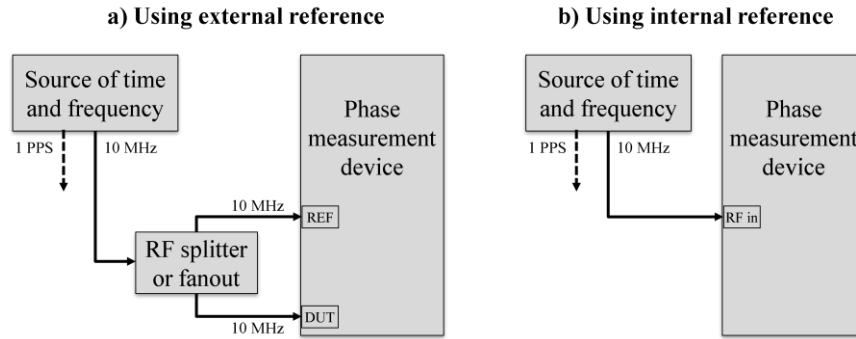 a) Using external reference
Source of time
and frequency
1 PPS
10 MHz
Phase
measurement
device
10 MHz
REF
RF splitter
or fanout
10 MHz
DUT
b) Using internal reference
Source of time
and frequency
1 PPS
10 MHz
Phase
measurement
device
RF in